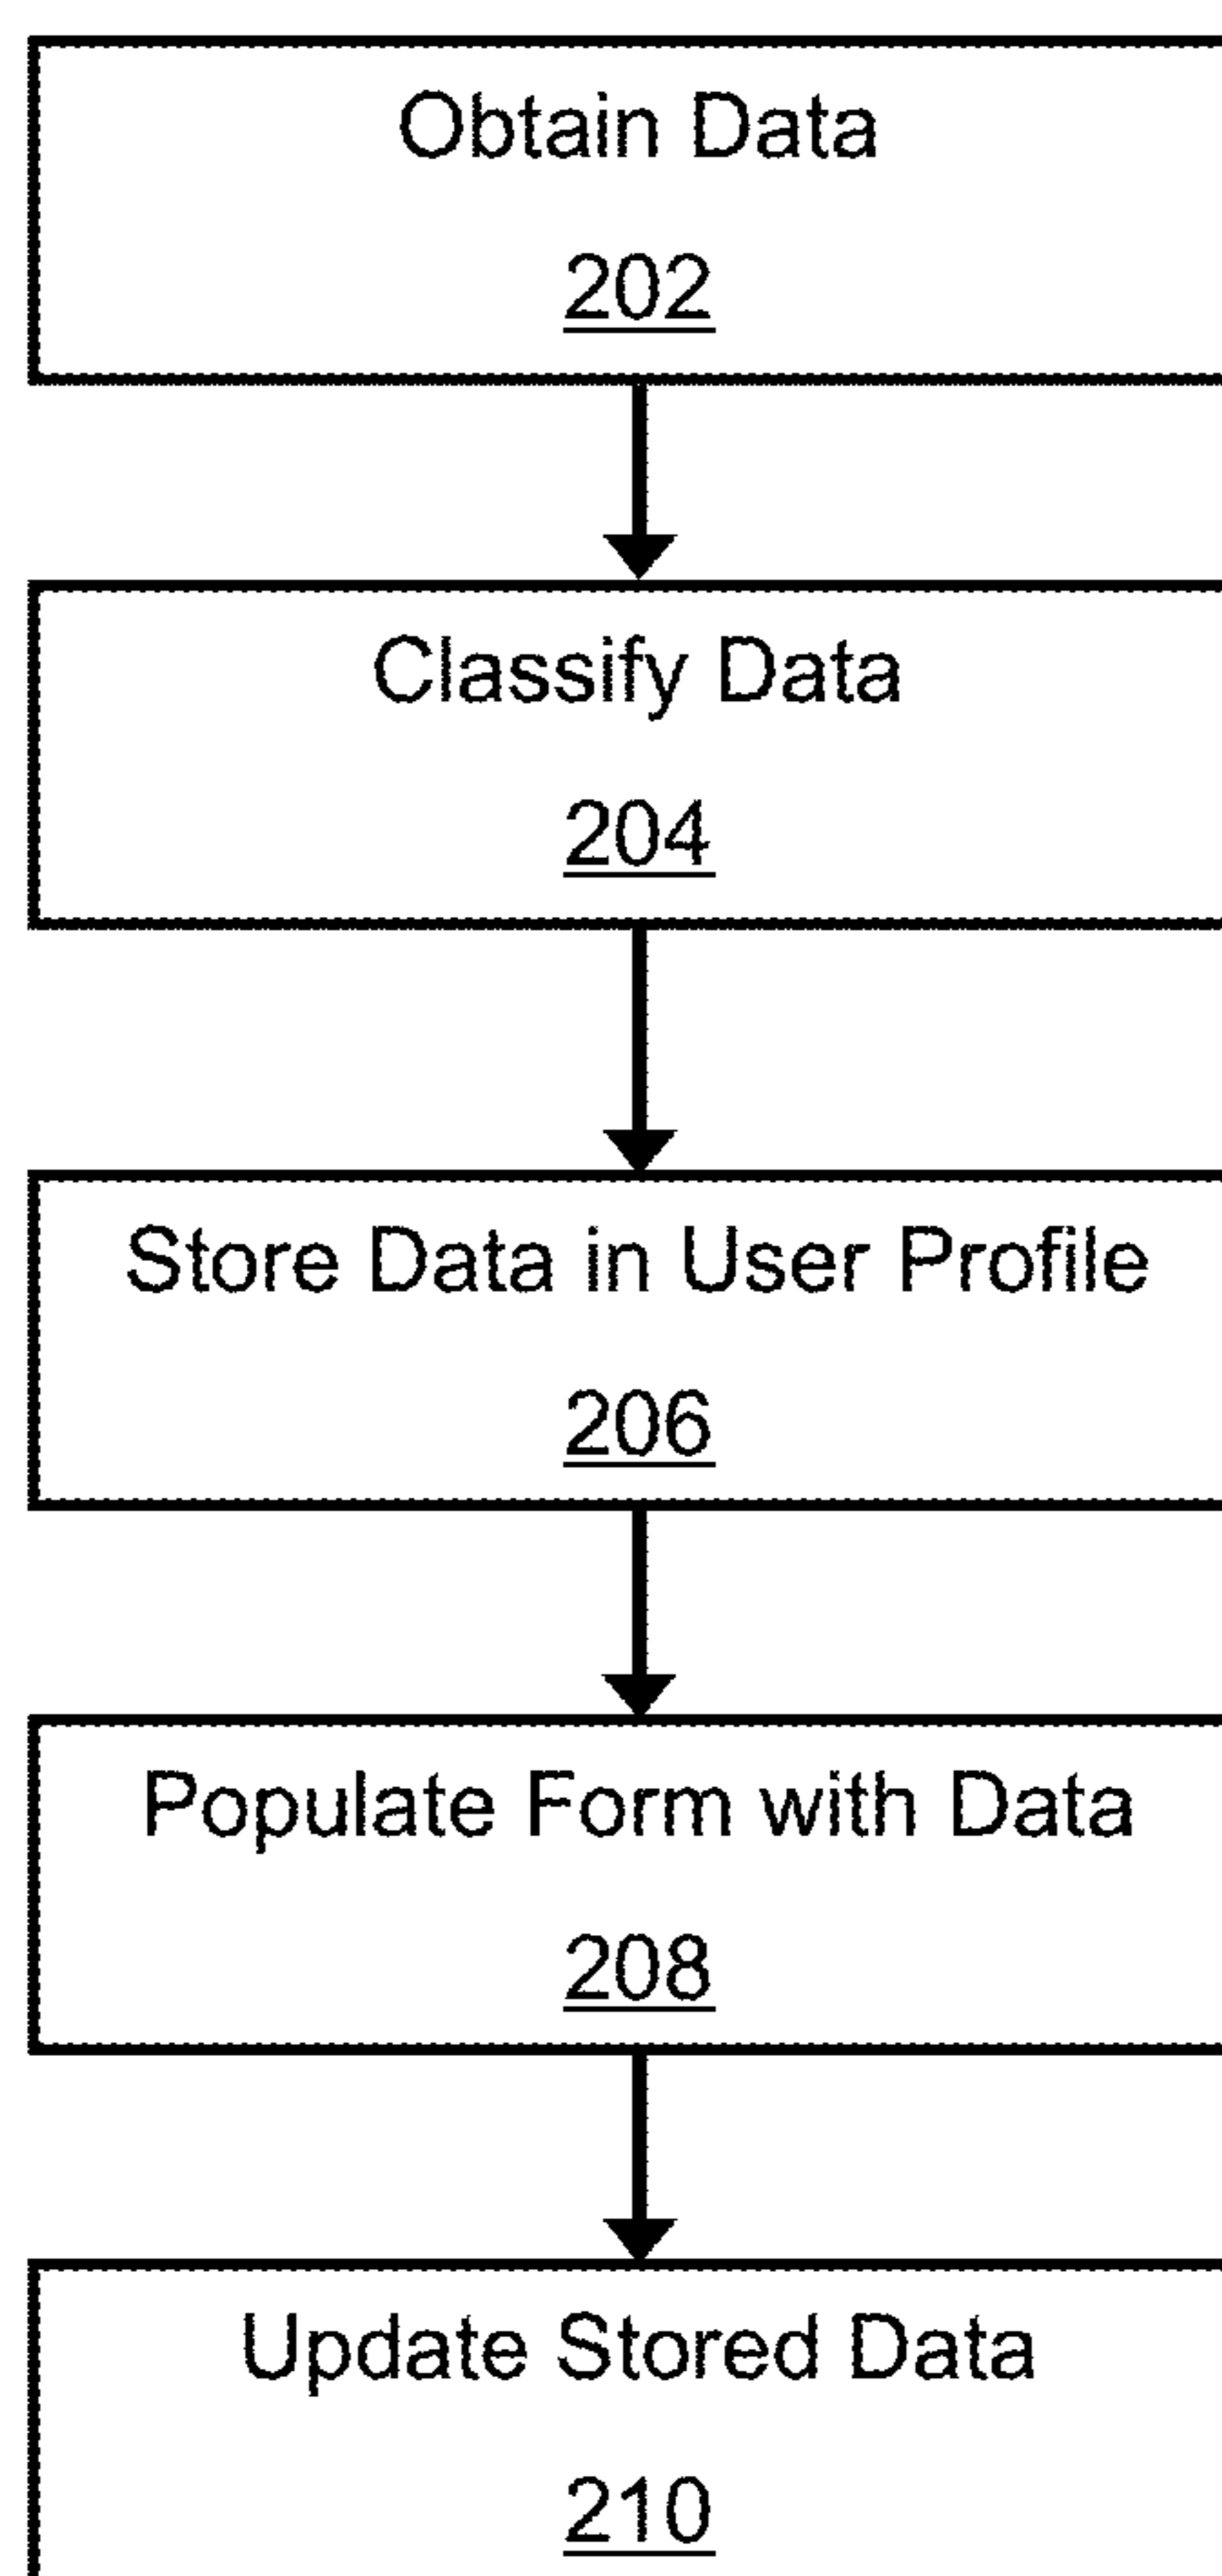 Obtain Data
202
Classify Data
204
Store Data in User Profile
206
Populate Form with Data
208
Update Stored Data
210